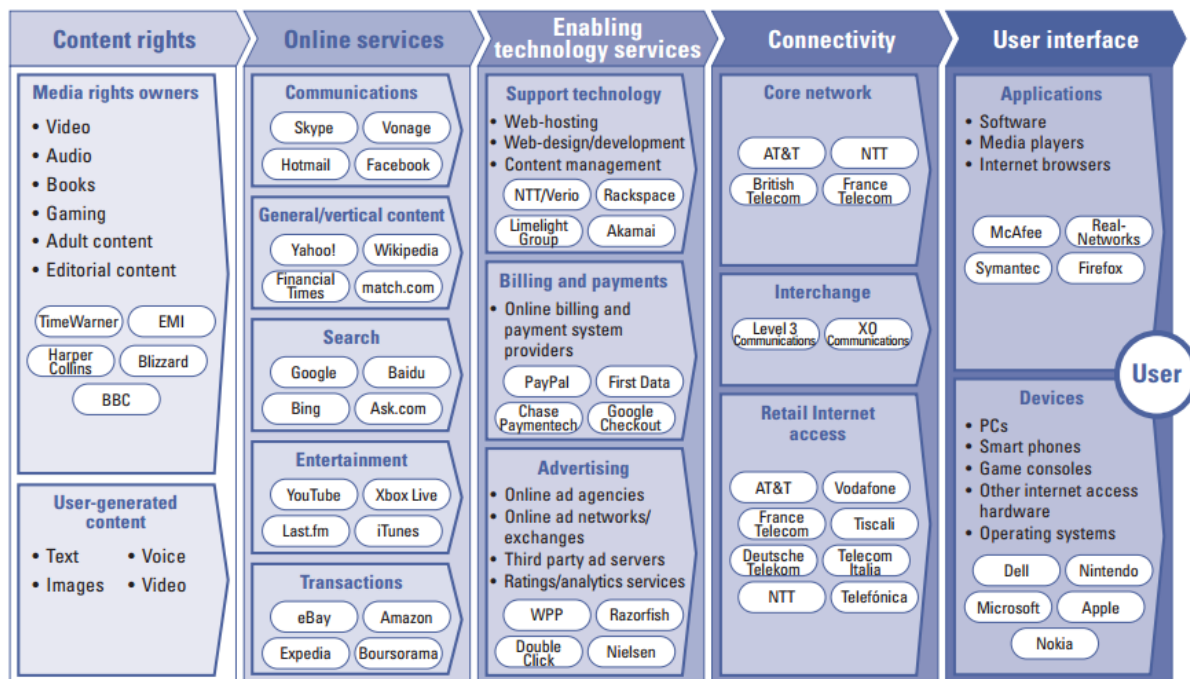 Content rights
Media rights owners
• Video
• Audio
• Books
• Gaming
• Adult content
• Editorial content
TimeWarner
EMI
Harper
Collins
Blizzard
BBC
User-generated
content
• Text
• Voice
• Images
• Video
Online services
Communications
Skype
Vonage
Hotmail
Facebook
General/vertical content
Yahoo!
Wikipedia
Financial
Times
match.com
Search
Google
Baidu
Bing
Ask.com
Entertainment
YouTube
Xbox Live
Last.fm
iTunes
Transactions
eBay
Amazon
Expedia
Boursorama
Enabling
technology services
Support technology
• Web-hosting
• Web-design/development
• Content management
NTT/Verio
Rackspace
Limelight
Group
Akamai
Billing and payments
• Online billing and
payment system
providers
PayPal
First Data
Chase
Paymentech
Google
Checkout
Advertising
• Online ad agencies
• Online ad networks/
exchanges
• Third party ad servers
• Ratings/analytics services
WPP
Razorfish
Double
Click
Nielsen
Connectivity
Core network
AT&T
NTT
British
Telecom
France
Telecom
Interchange
Level 3
Communications
XO
Communications
Retail Internet
access
AT&T
Vodafone
France
Telecom
Tiscali
Deutsche
Telekom
Telecom
Italia
NTT
Telefónica
User interface
Applications
• Software
• Media players
• Internet browsers
McAfee
Real-
Networks
Symantec
Firefox
User
Devices
• PCs
• Smart phones
• Game consoles
• Other internet access
hardware
• Operating systems
Dell
Nintendo
Microsoft
Apple
Nokia